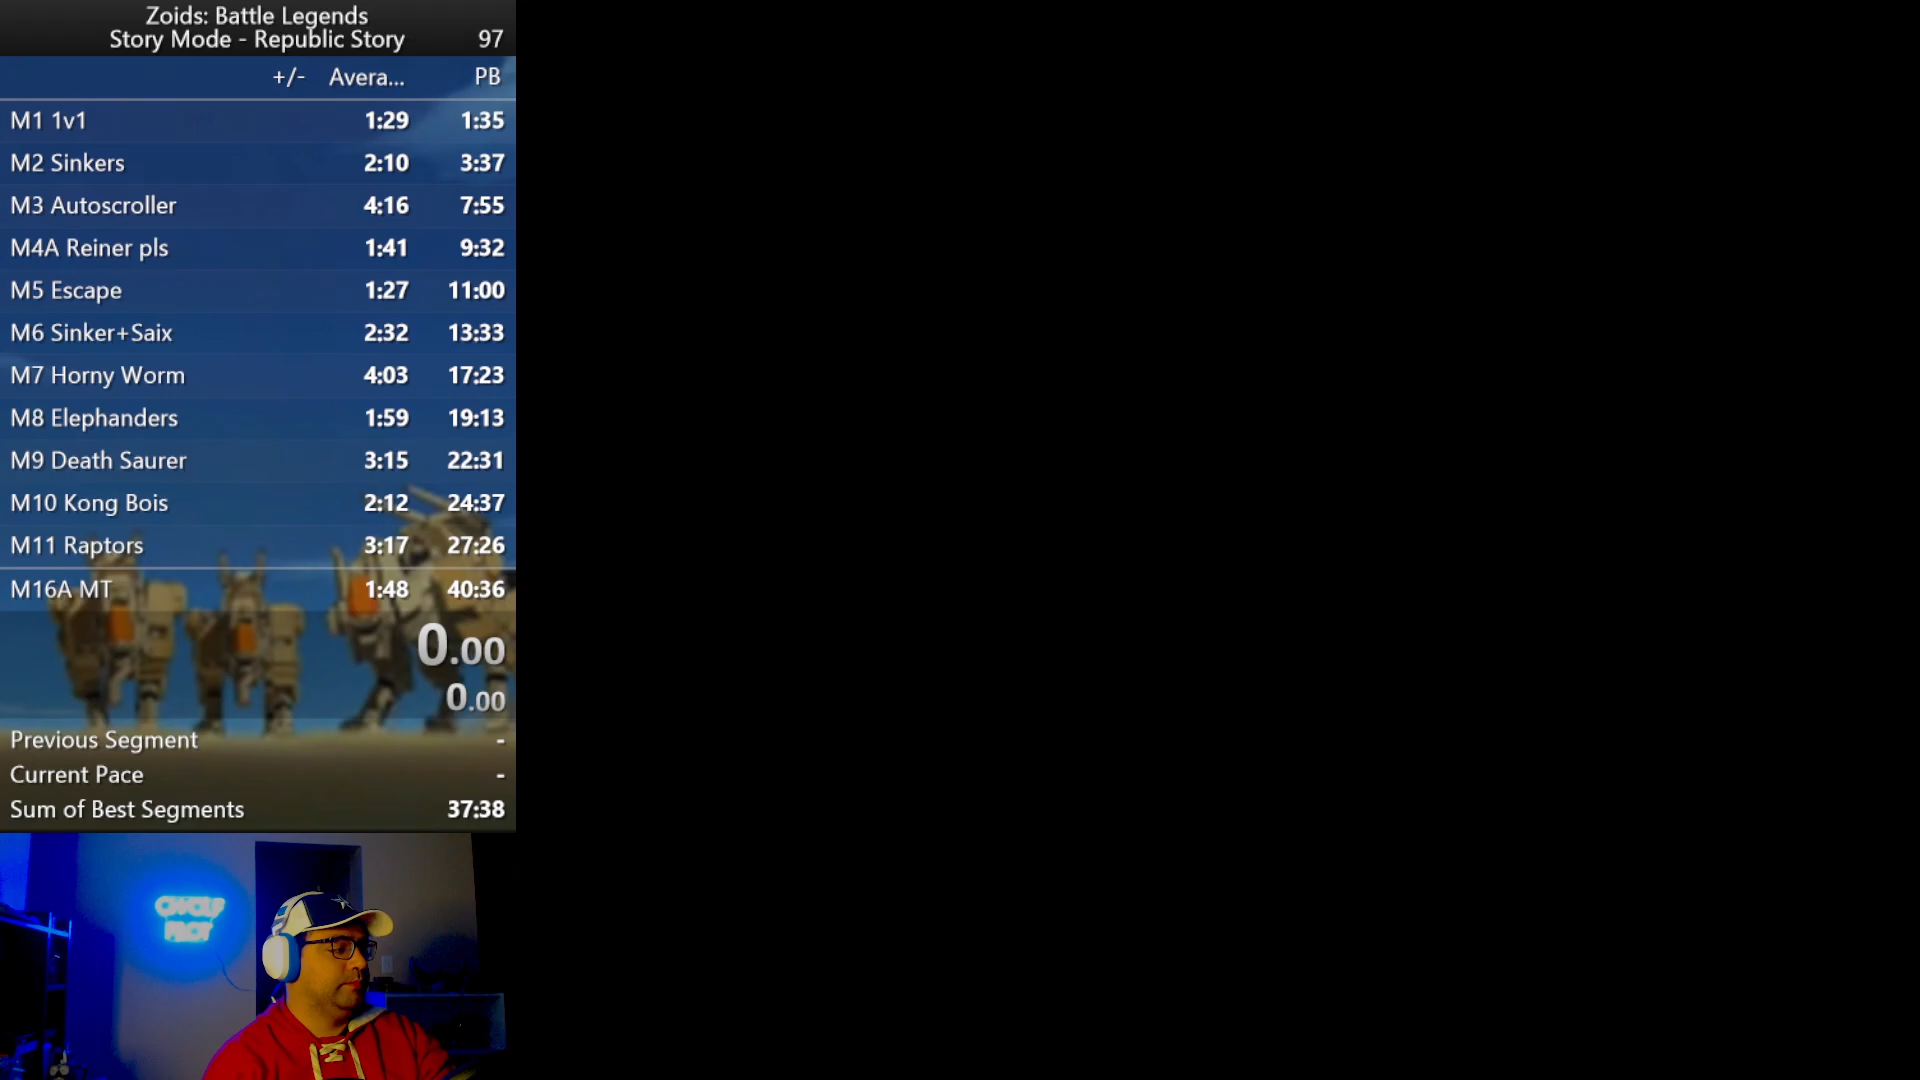 Zoids: Battle Legends
Story Mode - Republic Story 97
+/- Avera... PB
M1 1v1 1:29 1:35
M2 Sinkers 2:10 3:37
M3 Autoscroller 4:16 7:55
M4A Reiner pls 1:41 9:32
M5 Escape 1:27 11:00
M6 Sinker+Saix 2:32 13:33
M7 Horny Worm 4:03 17:23
M8 Elephanders 1:59 19:13
M9 Death Saurer 3:15 22:31
M10 Kong Bois 2:12 24:37
M11 Raptors 3:17 27:26
M16A MT 1:48 40:36
0.00
0.00
Previous Segment -
Current Pace -
Sum of Best Segments 37:38